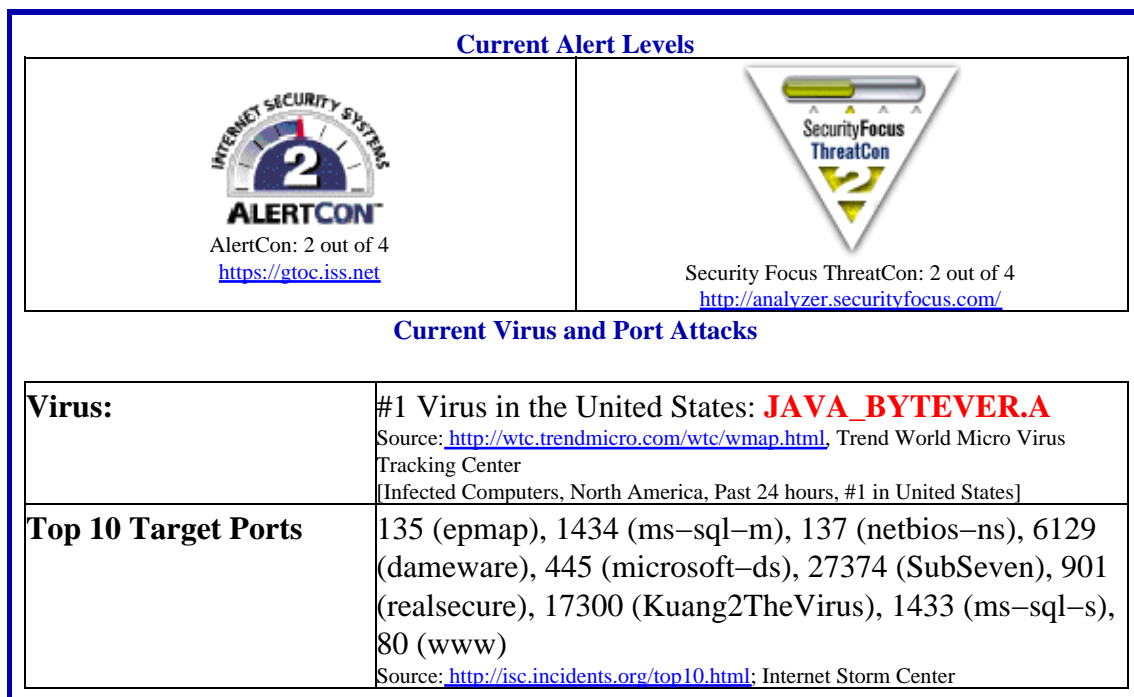 Current Alert Levels
INTERNET SECURITY SYSTEMS
2
ALERTCON™
AlertCon: 2 out of 4
https://gtoc.iss.net
SecurityFocus
ThreatCon
2
Security Focus ThreatCon: 2 out of 4
http://analyzer.securityfocus.com/
Current Virus and Port Attacks
Virus:
#1 Virus in the United States: JAVA_BYTEVER.A
Source: http://wtc.trendmicro.com/wtc/wmap.html, Trend World Micro Virus
Tracking Center
[Infected Computers, North America, Past 24 hours, #1 in United States]
Top 10 Target Ports
135 (epmap), 1434 (ms−sql−m), 137 (netbios−ns), 6129
(dameware), 445 (microsoft−ds), 27374 (SubSeven), 901
(realsecure), 17300 (Kuang2TheVirus), 1433 (ms−sql−s),
80 (www)
Source: http://isc.incidents.org/top10.html; Internet Storm Center